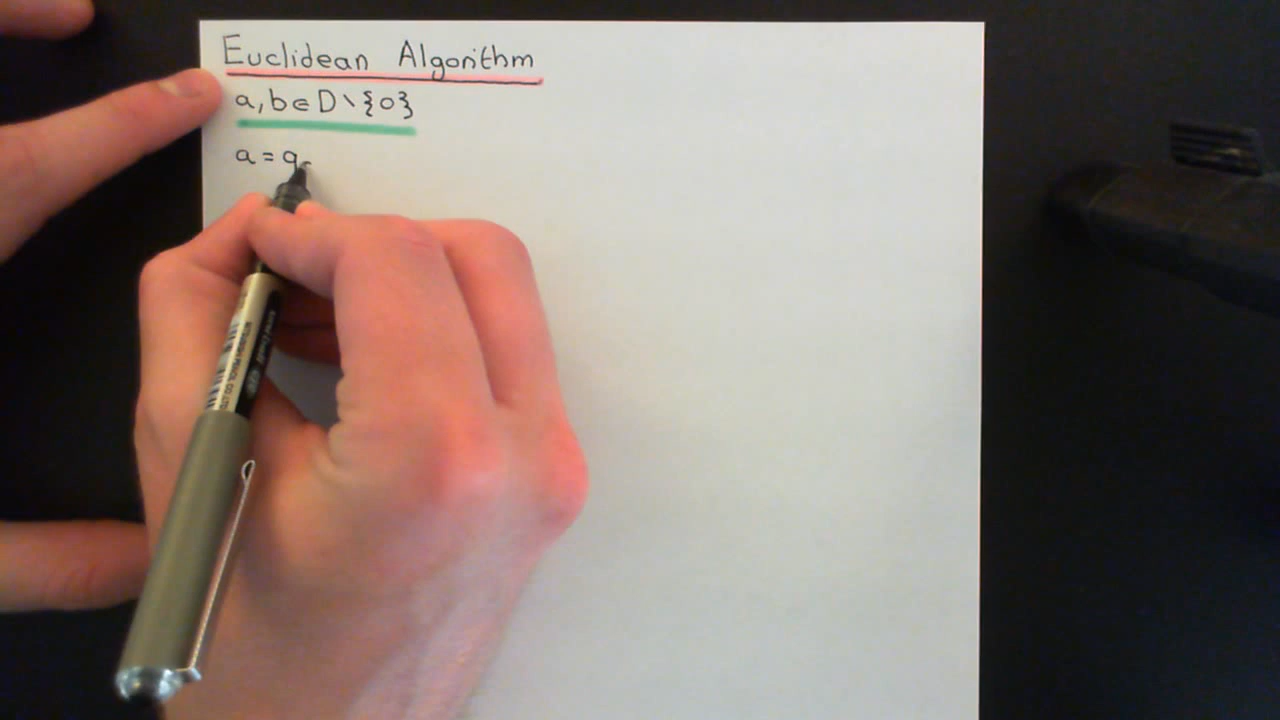 Euclidean Algorithm
a, b ∈ D \ {0}
a = q